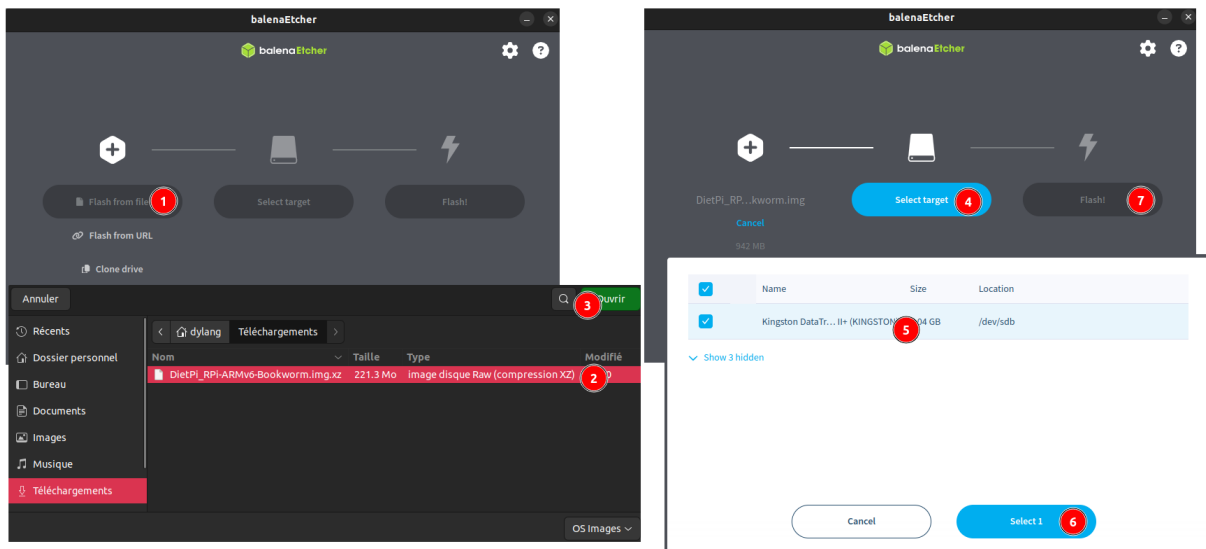 balenaEtcher
balenaEtcher
Flash from file
1
Select target
Flash!
Flash from URL
Clone drive
Annuler
3
Ouvrir
Récents
dylang
Téléchargements
Dossier personnel
Bureau
Documents
Images
Musique
Téléchargements
Nom
Taille
Type
Modifié
DietPi_RPi-ARMv6-Bookworm.img.xz
221.3 Mo
image disque Raw (compression XZ)
2
OS Images
balenaEtcher
balenaEtcher
DietPi_RP...kworm.img
Cancel
942 MB
Select target
4
Flash!
7
Name
Size
Location
Kingston DataTr... II+ (KINGSTON
5
04 GB
/dev/sdb
Show 3 hidden
Cancel
Select 1
6